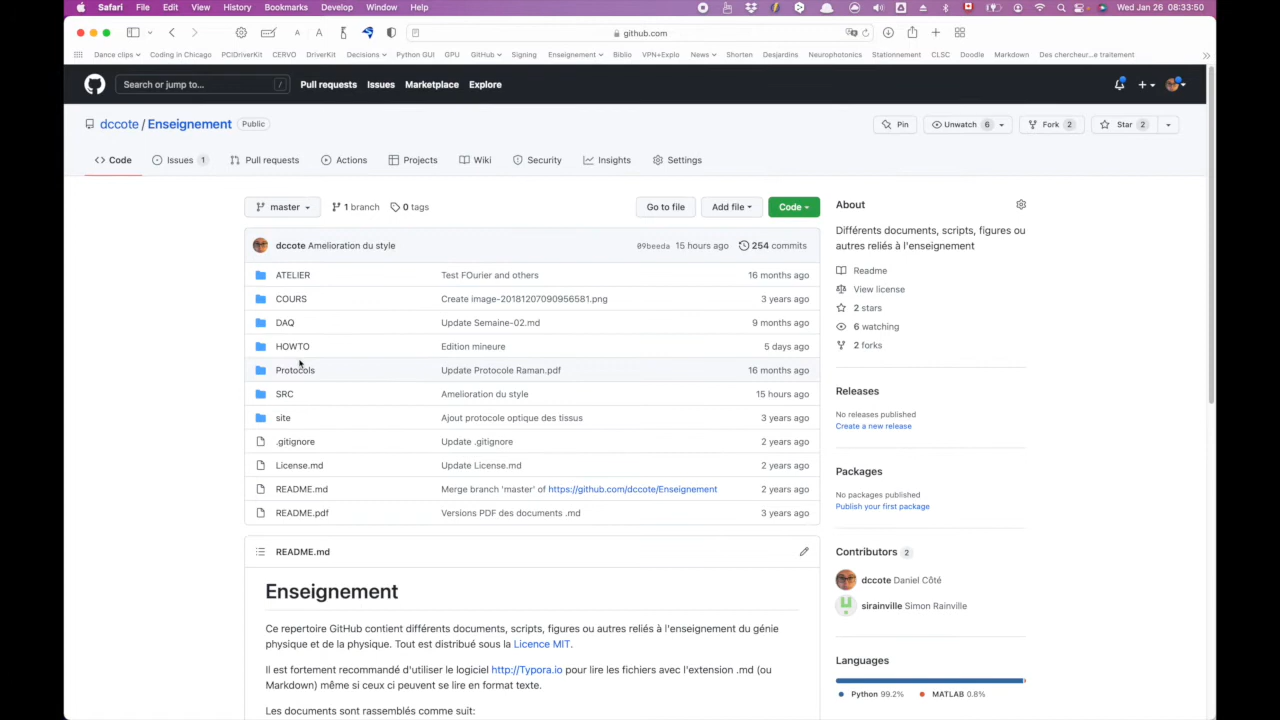 Safari File Edit View History Bookmarks Develop Window Help Wed Jan 26 08:33:50
github.com
Dance clips Coding in Chicago PCIDriverKit CERVO DriverKit Decisions Python GUI GPU GitHub Signing Enseignement Biblio VPN+Explo News Shorten Desjardins Neurophotonics Stationnement CLSC Doodle Markdown Des chercheur...e traitement
Search or jump to... / Pull requests Issues Marketplace Explore
dccote / Enseignement Public Pin Unwatch 6 Fork 2 Star 2
<> Code Issues 1 Pull requests Actions Projects Wiki Security Insights Settings
master 1 branch 0 tags Go to file Add file Code
dccote Amelioration du style 09beeda 15 hours ago 254 commits
ATELIER Test FOurier and others 16 months ago
COURS Create image-20181207090956581.png 3 years ago
DAQ Update Semaine-02.md 9 months ago
HOWTO Edition mineure 5 days ago
Protocols Update Protocole Raman.pdf 16 months ago
SRC Amelioration du style 15 hours ago
site Ajout protocole optique des tissus 3 years ago
.gitignore Update .gitignore 2 years ago
License.md Update License.md 2 years ago
README.md Merge branch 'master' of https://github.com/dccote/Enseignement 2 years ago
README.pdf Versions PDF des documents .md 3 years ago
README.md
Enseignement
Ce repertoire GitHub contient différents documents, scripts, figures ou autres reliés à l'enseignement du génie
physique et de la physique. Tout est distribué sous la Licence MIT.
Il est fortement recommandé d'utiliser le logiciel http://Typora.io pour lire les fichiers avec l'extension .md (ou
Markdown) même si ceux ci peuvent se lire en format texte.
Les documents sont rassemblés comme suit:
About
Différents documents, scripts, figures ou
autres reliés à l'enseignement
Readme
View license
2 stars
6 watching
2 forks
Releases
No releases published
Create a new release
Packages
No packages published
Publish your first package
Contributors 2
dccote Daniel Côté
sirainville Simon Rainville
Languages
Python 99.2% MATLAB 0.8%